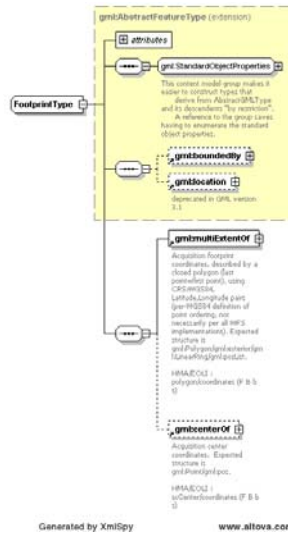 gml:AbstractFeatureType (extension)
attributes
gml:StandardObjectProperties
This content model group makes it
easier to construct types that
derive from AbstractGMLType
and its descendents "by restriction".
A reference to the group saves
having to enumerate the standard
object properties.
FootprintType
gml:boundedBy
gml:location
deprecated in GML version
3.1
gml:multiExtentOf
Acquisition footprint
coordinates, described by a
closed polygon (last
point=first point), using
CRS:WGS84,
Latitude,Longitude pairs
(per-WGS84 definition of
point ordering, not
necessarily per all WFS
implementations). Expected
structure is
gml:Polygon/gml:exterior/gml
:LinearRing/gml:posList.
HMA/EOLI :
polygon/coordinates (F B b
s)
gml:centerOf
Acquisition center
coordinates. Expected
structure is
gml:Point/gml:pos.
HMA/EOLI :
scCenter/coordinates (F B b
s)
Generated by XmlSpy
www.altova.com